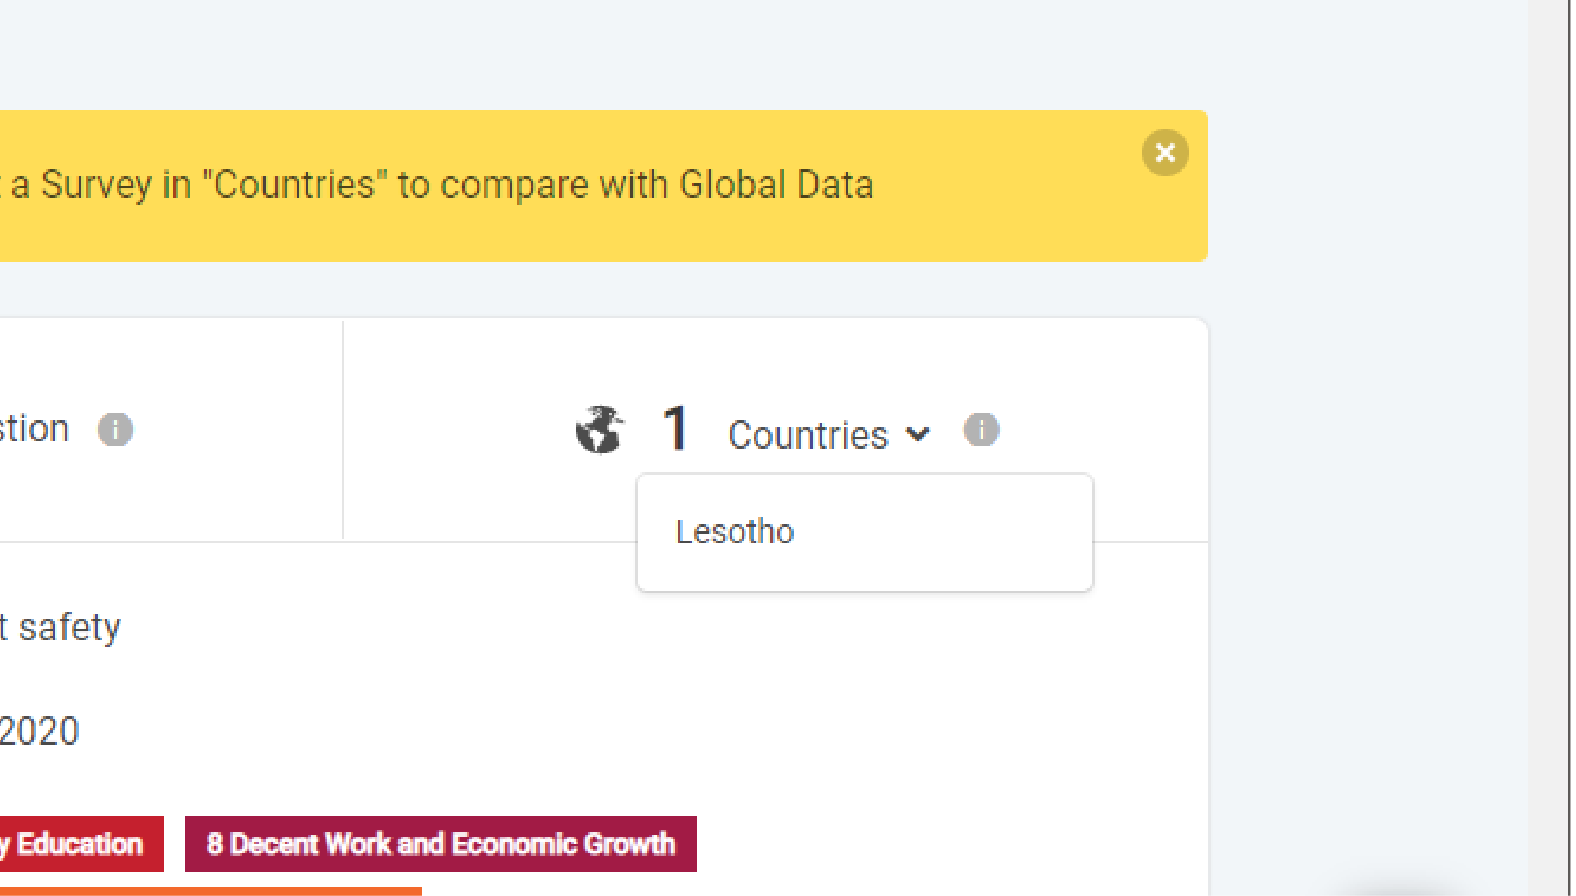 a Survey in "Countries" to compare with Global Data
1 Countries
Lesotho
safety
2020
Education
8 Decent Work and Economic Growth